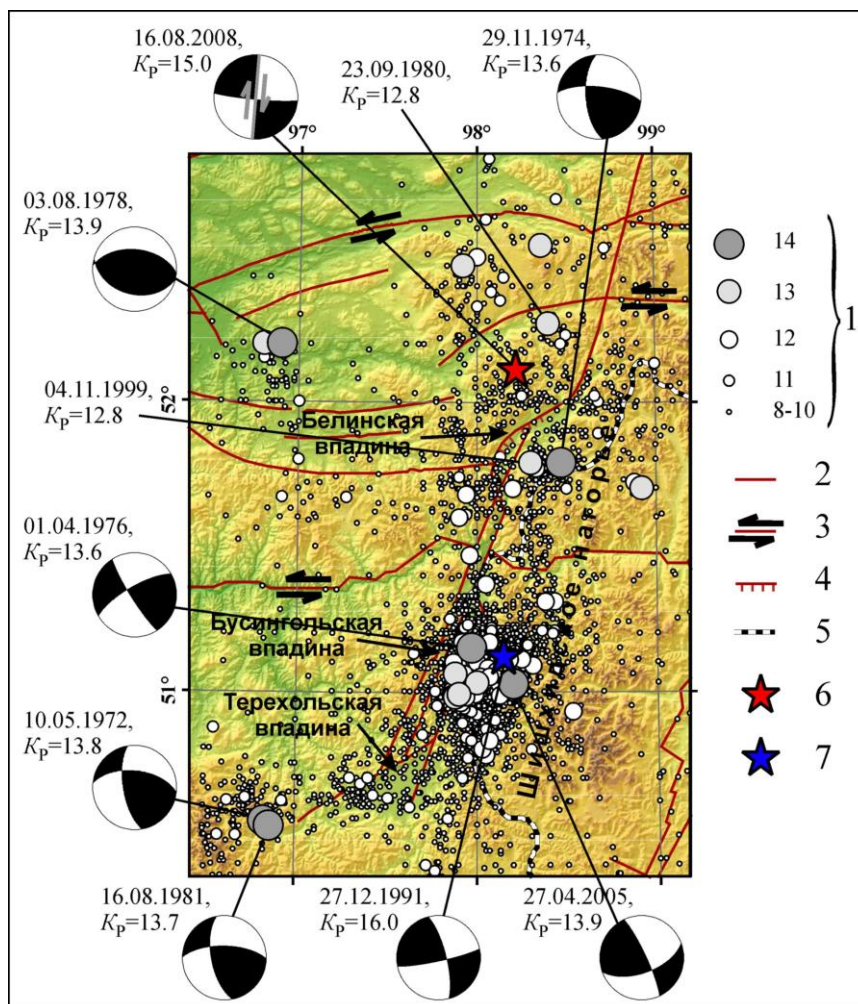 16.08.2008,
KP=15.0
23.09.1980,
KP=12.8
29.11.1974,
KP=13.6
97°
98°
99°
03.08.1978,
KP=13.9
04.11.1999,
KP=12.8
52°
Белинская
впадина
01.04.1976,
KP=13.6
Бусингольская
впадина
51°
Терехольская
впадина
10.05.1972,
KP=13.8
Шишхидское нагорье
16.08.1981,
KP=13.7
27.12.1991,
KP=16.0
27.04.2005,
KP=13.9
14
13
12
11
8-10
1
2
3
4
5
6
7